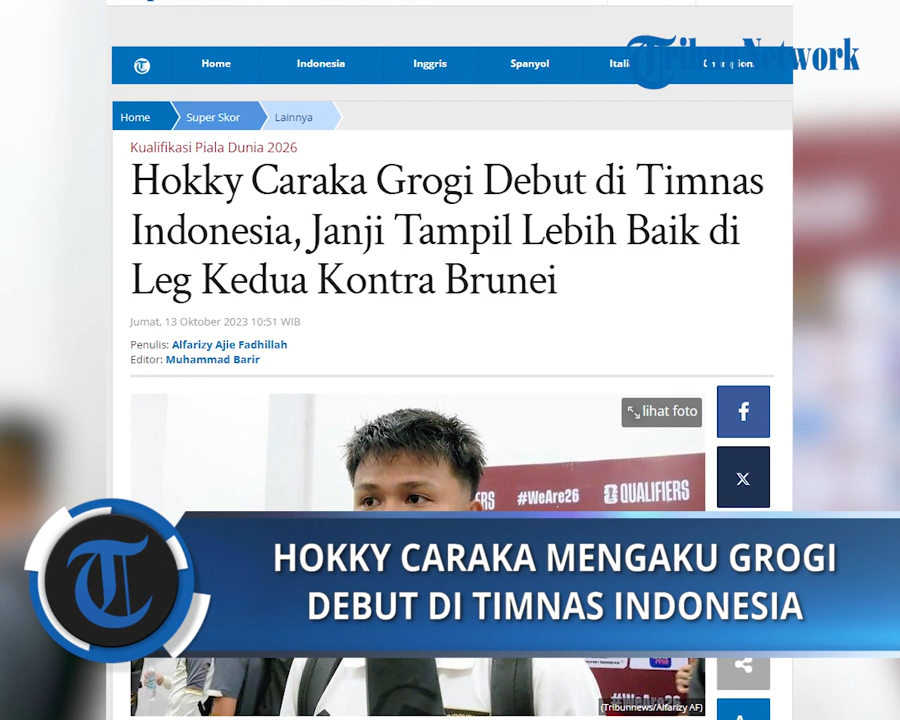 Tribun Network
Home Indonesia Inggris Spanyol
Home Super Skor Lainnya
Kualifikasi Piala Dunia 2026
Hokky Caraka Grogi Debut di Timnas
Indonesia, Janji Tampil Lebih Baik di
Leg Kedua Kontra Brunei
Jumat, 13 Oktober 2023 10:51 WIB
Penulis: Alfarizy Ajie Fadhillah
Editor: Muhammad Barir
lihat foto
#WeAre26 QUALIFIERS
HOKKY CARAKA MENGAKU GROGI
DEBUT DI TIMNAS INDONESIA
#WeAre26
(Tribunnews/Alfarizy AF)